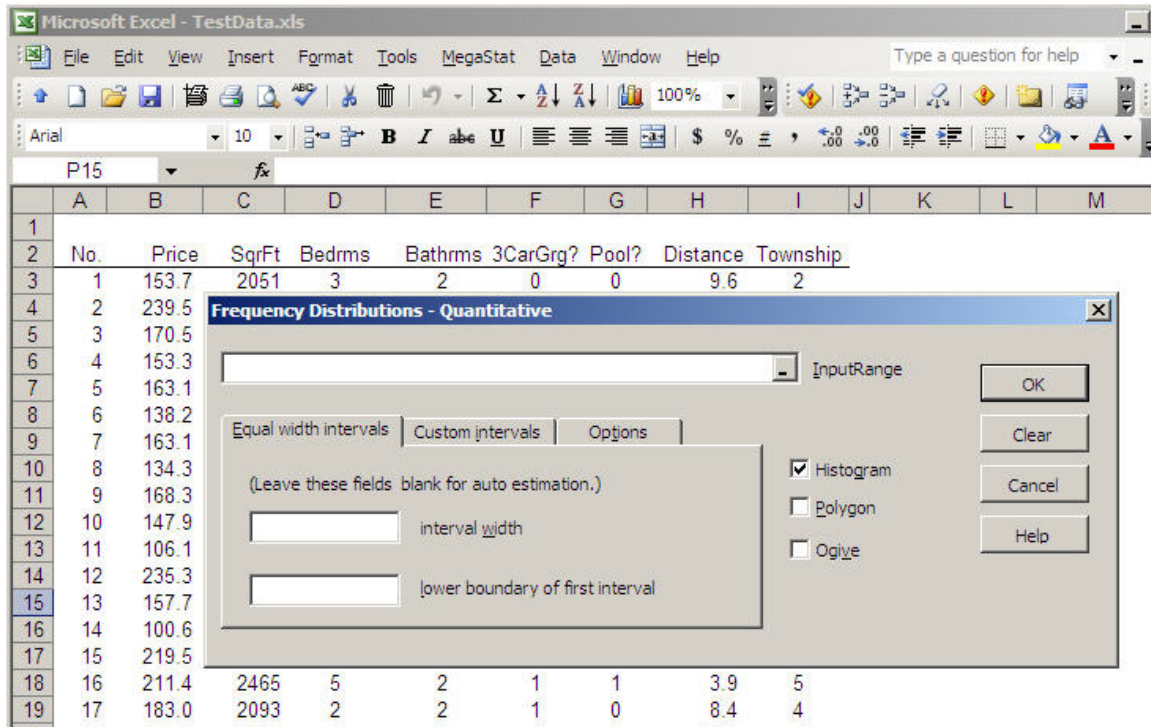 Microsoft Excel - TestData.xls
File Edit View Insert Format Tools MegaStat Data Window Help Type a question for help
ABC Σ A Z Z A 100%
Arial 10 B I abc U $ % ± , .00 .00 A
P15 fx
A B C D E F G H I J K L M
1
2 No. Price SqrFt Bedrms Bathrms 3CarGrg? Pool? Distance Township
3 1 153.7 2051 3 2 0 0 9.6 2
4 2 239.5 Frequency Distributions - Quantitative
5 3 170.5
6 4 153.3 InputRange
7 5 163.1 OK
8 6 138.2
9 7 163.1 Equal width intervals Custom intervals Options Clear
10 8 134.3 Histogram
11 9 168.3 (Leave these fields blank for auto estimation.) Cancel
12 10 147.9 interval width Polygon
13 11 106.1 Ogive Help
14 12 235.3 lower boundary of first interval
15 13 157.7
16 14 100.6
17 15 219.5
18 16 211.4 2465 5 2 1 1 3.9 5
19 17 183.0 2093 2 2 1 0 8.4 4